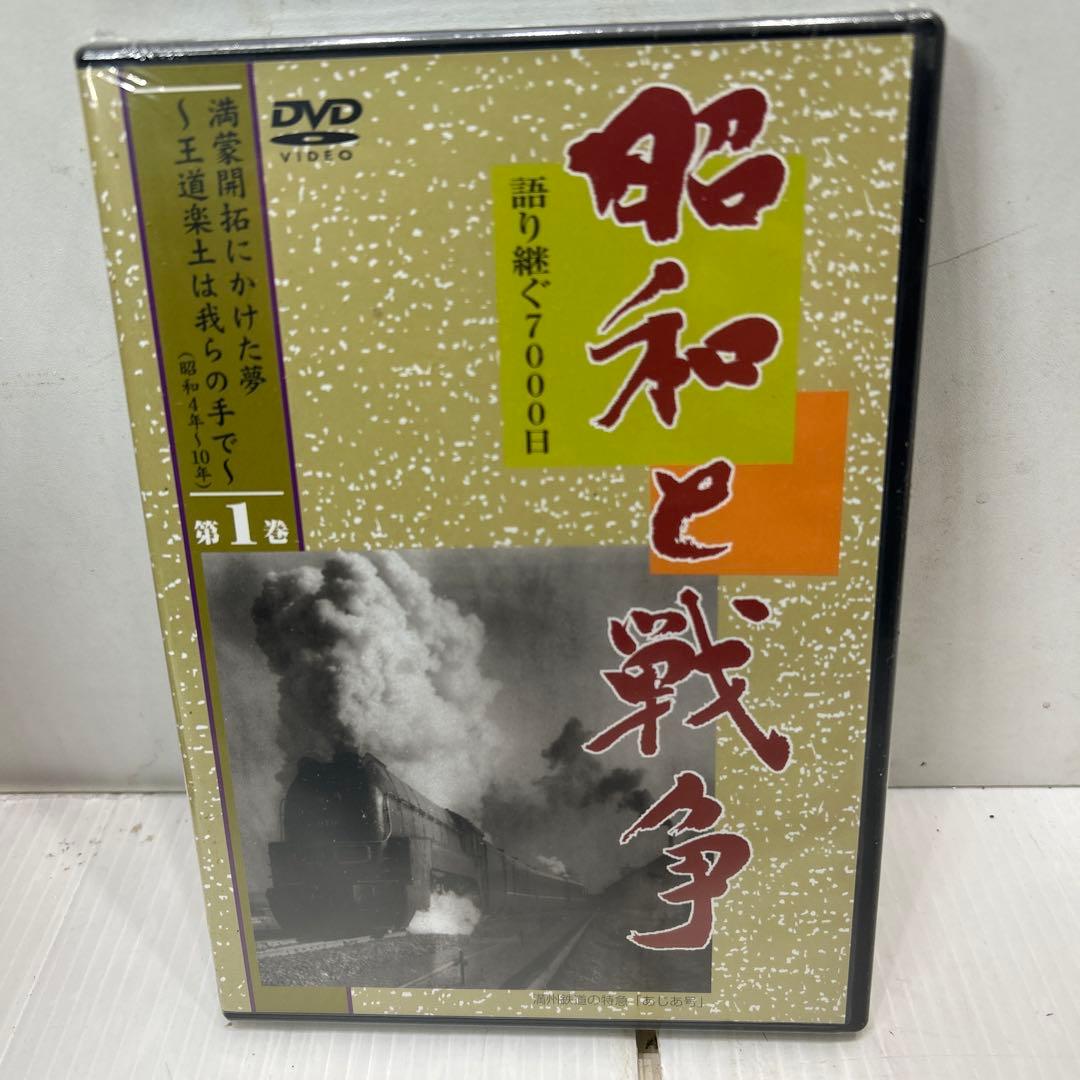 昭和と戦争
語り継ぐ7000日
DVD
VIDEO
満蒙開拓にかけた夢
～王道楽土は我らの手で～
(昭和4年～10年)
第1巻
満州鉄道の特急「あじあ号」